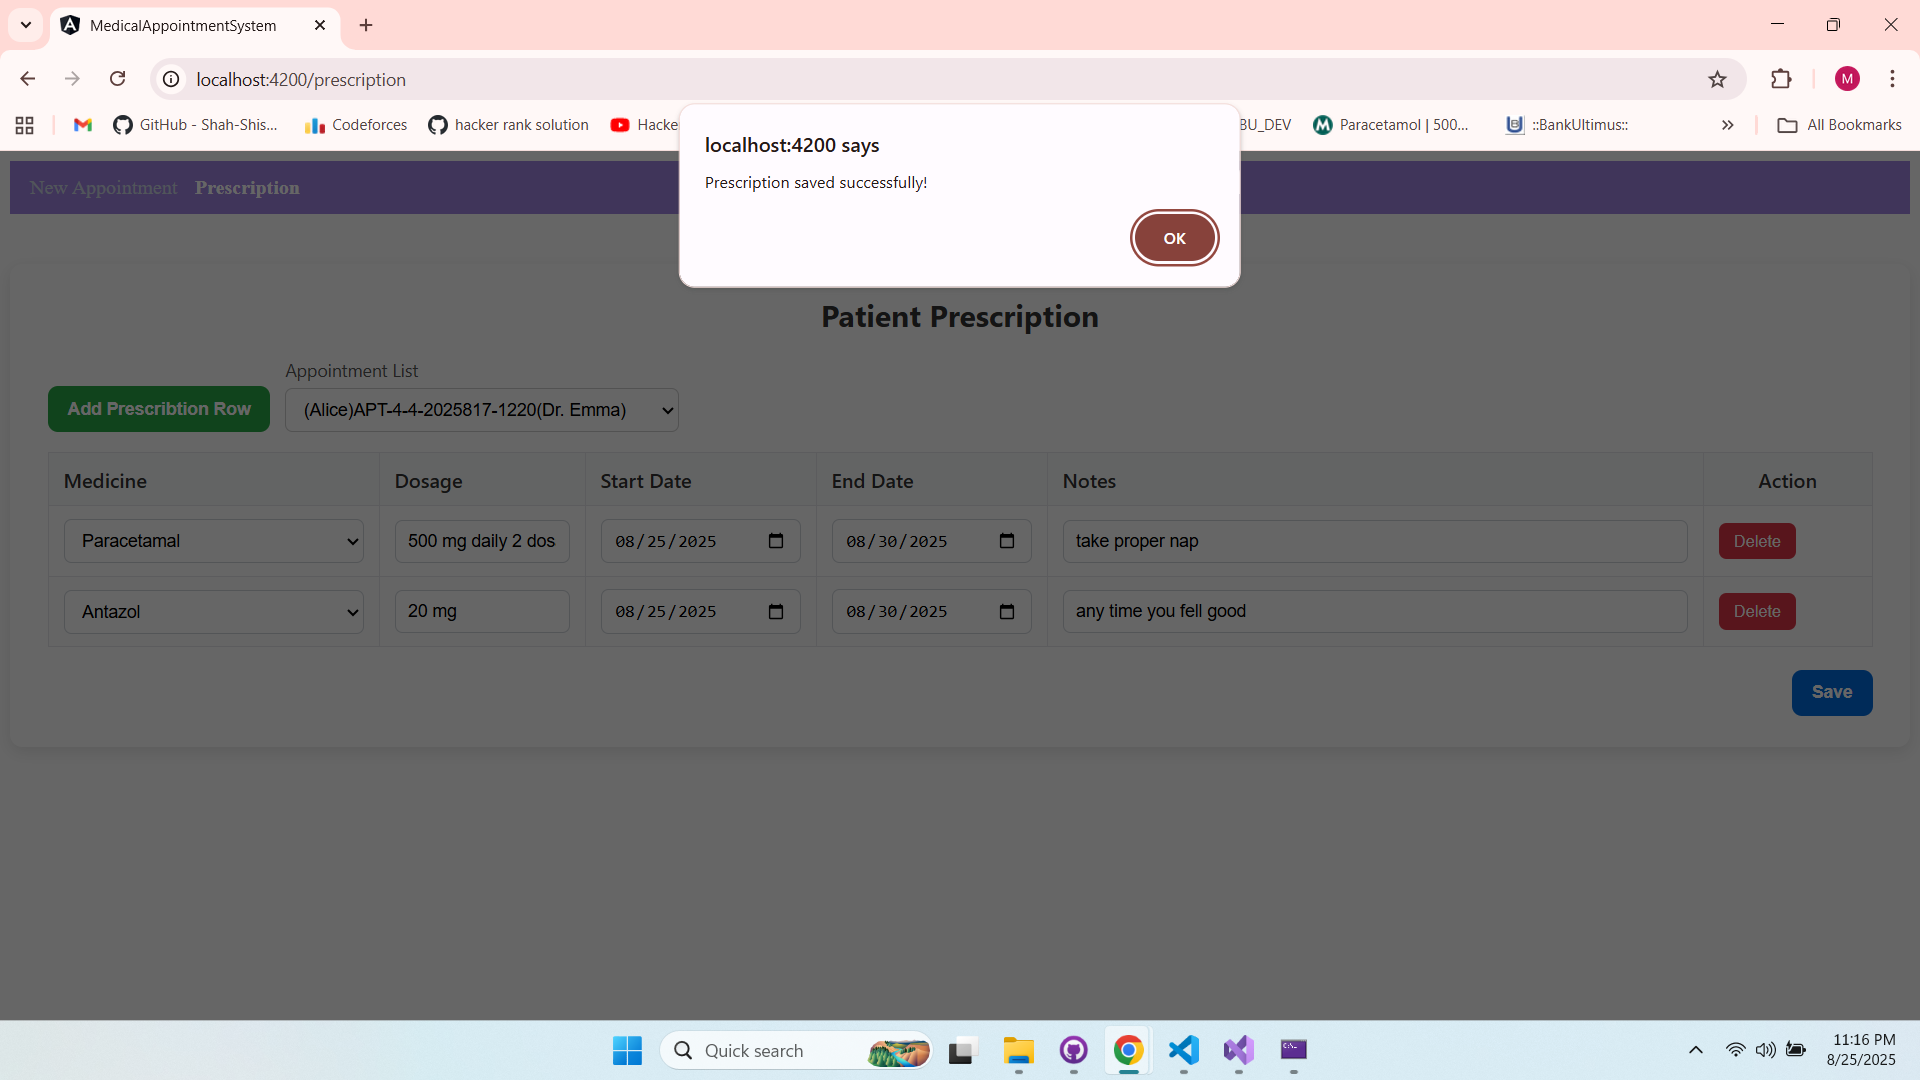 MedicalAppointmentSystem
localhost:4200/prescription
M
GitHub - Shah-Shis...
Codeforces
hacker rank solution
Hacke
BU_DEV
Paracetamol | 500...
::BankUltimus::
All Bookmarks
localhost:4200 says
Prescription saved successfully!
OK
New Appointment
Prescription
Patient Prescription
Appointment List
Add Prescribtion Row
(Alice)APT-4-4-2025817-1220(Dr. Emma)
Medicine Dosage Start Date End Date Notes Action
Paracetamal 500 mg daily 2 dos 08/25/2025 08/30/2025 take proper nap Delete
Antazol 20 mg 08/25/2025 08/30/2025 any time you fell good Delete
Save
Quick search
11:16 PM
8/25/2025